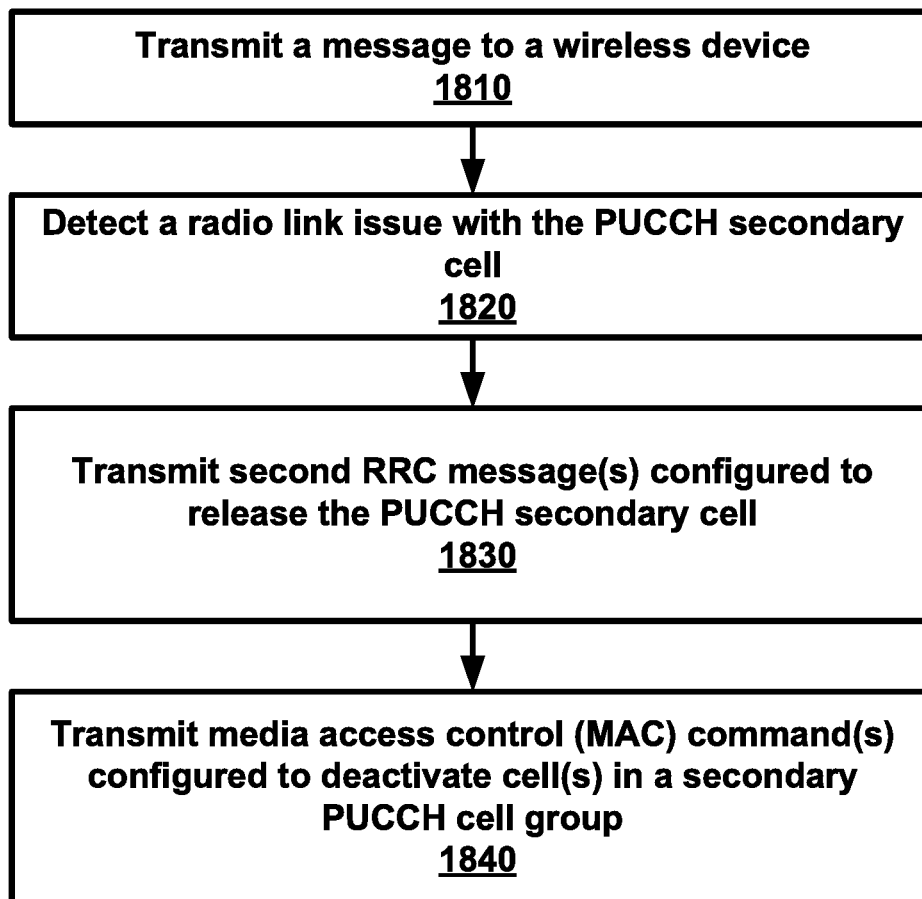 Transmit a message to a wireless device
1810
Detect a radio link issue with the PUCCH secondary
cell
1820
Transmit second RRC message(s) configured to
release the PUCCH secondary cell
1830
Transmit media access control (MAC) command(s)
configured to deactivate cell(s) in a secondary
PUCCH cell group
1840